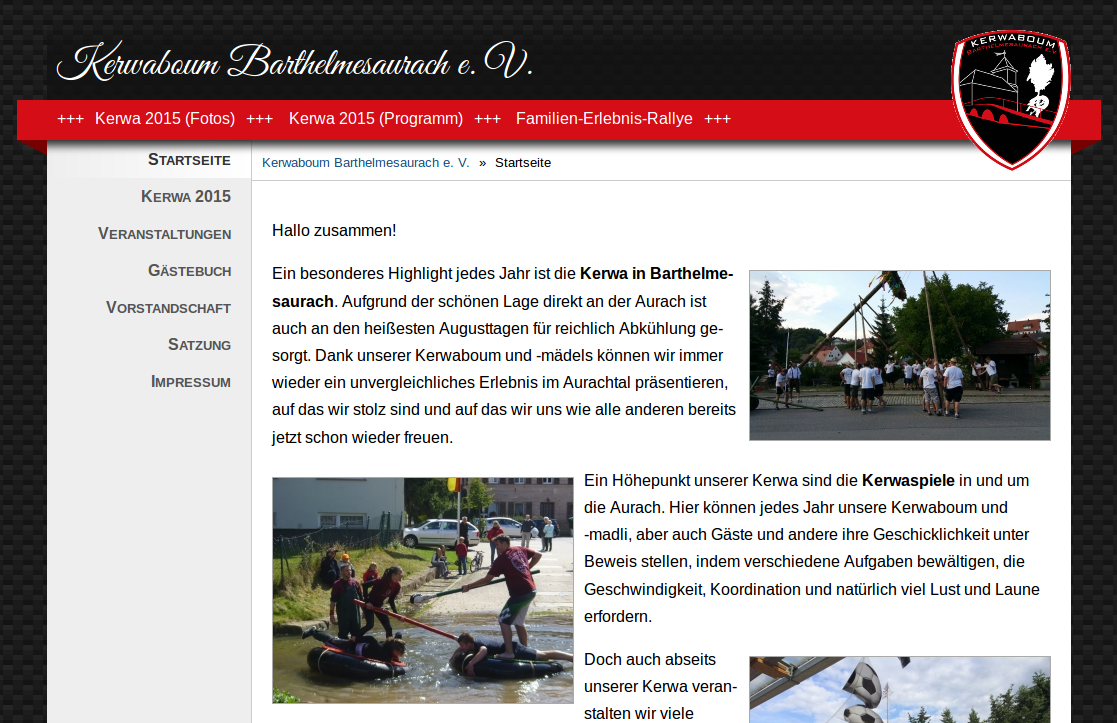 Kerwaboum Barthelmesaurach e. V.
KERWABOUM
BARTHELMESAURACH E.V.
+++ Kerwa 2015 (Fotos) +++ Kerwa 2015 (Programm) +++ Familien-Erlebnis-Rallye +++
STARTSEITE
KERWA 2015
VERANSTALTUNGEN
GÄSTEBUCH
VORSTANDSCHAFT
SATZUNG
IMPRESSUM
Kerwaboum Barthelmesaurach e. V. » Startseite
Hallo zusammen!
Ein besonderes Highlight jedes Jahr ist die Kerwa in Barthelme-
saurach. Aufgrund der schönen Lage direkt an der Aurach ist
auch an den heißesten Augusttagen für reichlich Abkühlung ge-
sorgt. Dank unserer Kerwaboum und -mädels können wir immer
wieder ein unvergleichliches Erlebnis im Aurachtal präsentieren,
auf das wir stolz sind und auf das wir uns wie alle anderen bereits
jetzt schon wieder freuen.
Ein Höhepunkt unserer Kerwa sind die Kerwaspiele in und um
die Aurach. Hier können jedes Jahr unsere Kerwaboum und
-madli, aber auch Gäste und andere ihre Geschicklichkeit unter
Beweis stellen, indem verschiedene Aufgaben bewältigen, die
Geschwindigkeit, Koordination und natürlich viel Lust und Laune
erfordern.
Doch auch abseits
unserer Kerwa veran-
stalten wir viele